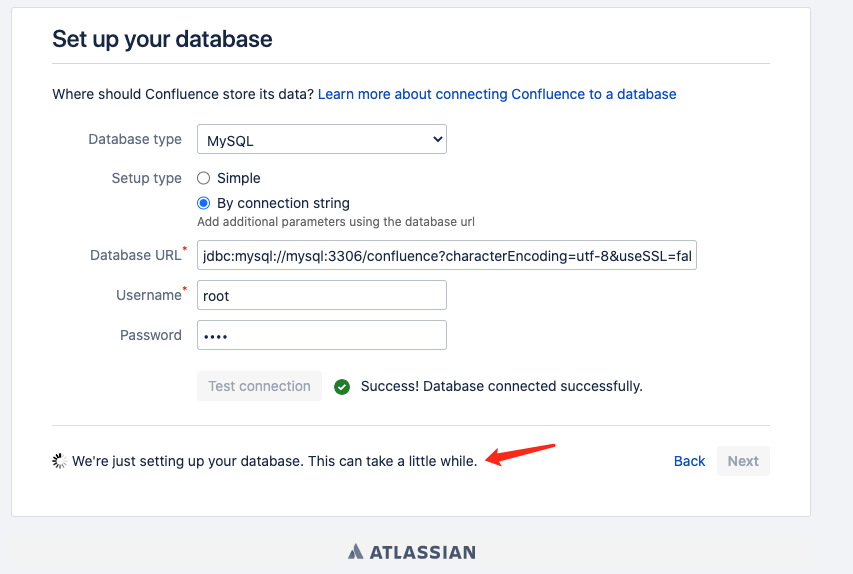 Set up your database
Where should Confluence store its data? Learn more about connecting Confluence to a database
Database type MySQL
Setup type Simple
By connection string
Add additional parameters using the database url
Database URL* jdbc:mysql://mysql:3306/confluence?characterEncoding=utf-8&useSSL=fal
Username* root
Password ••••
Test connection Success! Database connected successfully.
We're just setting up your database. This can take a little while. Back Next
ATLASSIAN